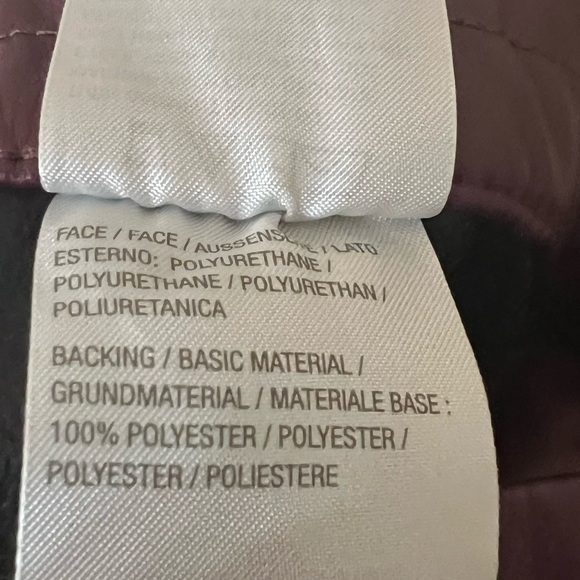 FACE / FACE / AUSSENSEITE / LATO
ESTERNO: POLYURETHANE /
POLYURETHANE / POLYURETHAN /
POLIURETANICA
BACKING / BASIC MATERIAL /
GRUNDMATERIAL / MATERIALE BASE :
100% POLYESTER / POLYESTER /
POLYESTER / POLIESTERE